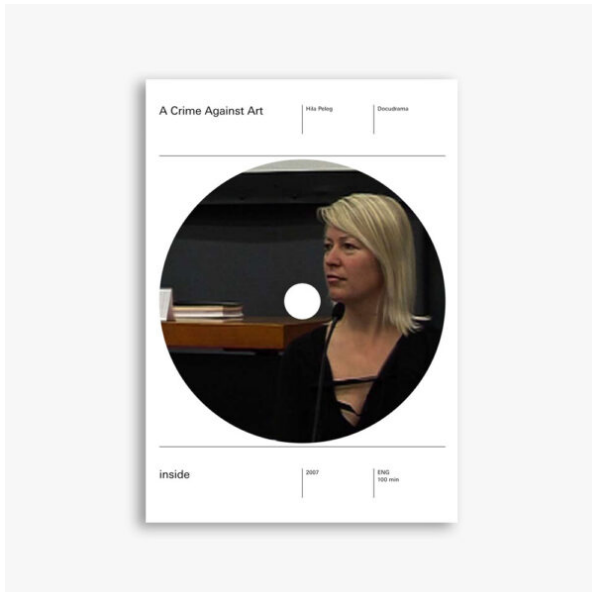 A Crime Against Art
Hila Peleg
Docudrama
inside
2007
ENG
100 min